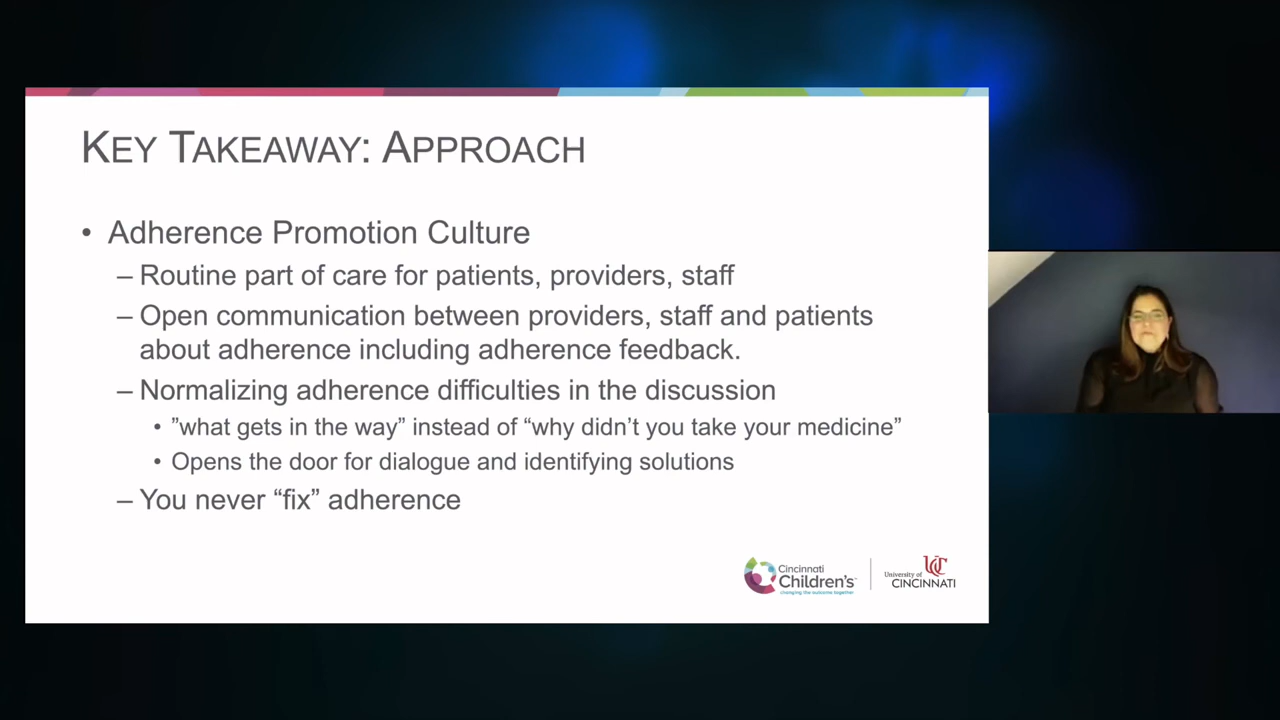 KEY TAKEAWAY: APPROACH
• Adherence Promotion Culture
– Routine part of care for patients, providers, staff
– Open communication between providers, staff and patients
about adherence including adherence feedback.
– Normalizing adherence difficulties in the discussion
• ”what gets in the way” instead of “why didn’t you take your medicine”
• Opens the door for dialogue and identifying solutions
– You never “fix” adherence
Cincinnati
Children's
changing the outcome together
UC
University of
CINCINNATI